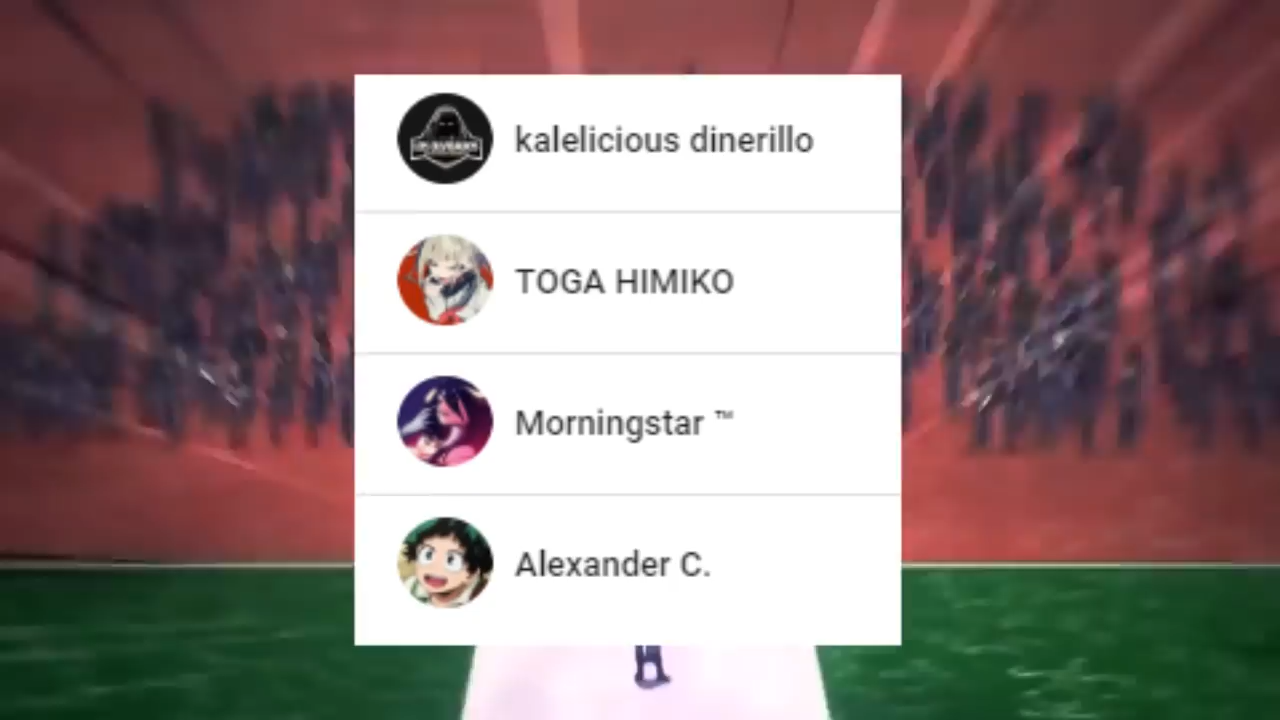 kalelicious dinerillo
TOGA HIMIKO
Morningstar ™
Alexander C.